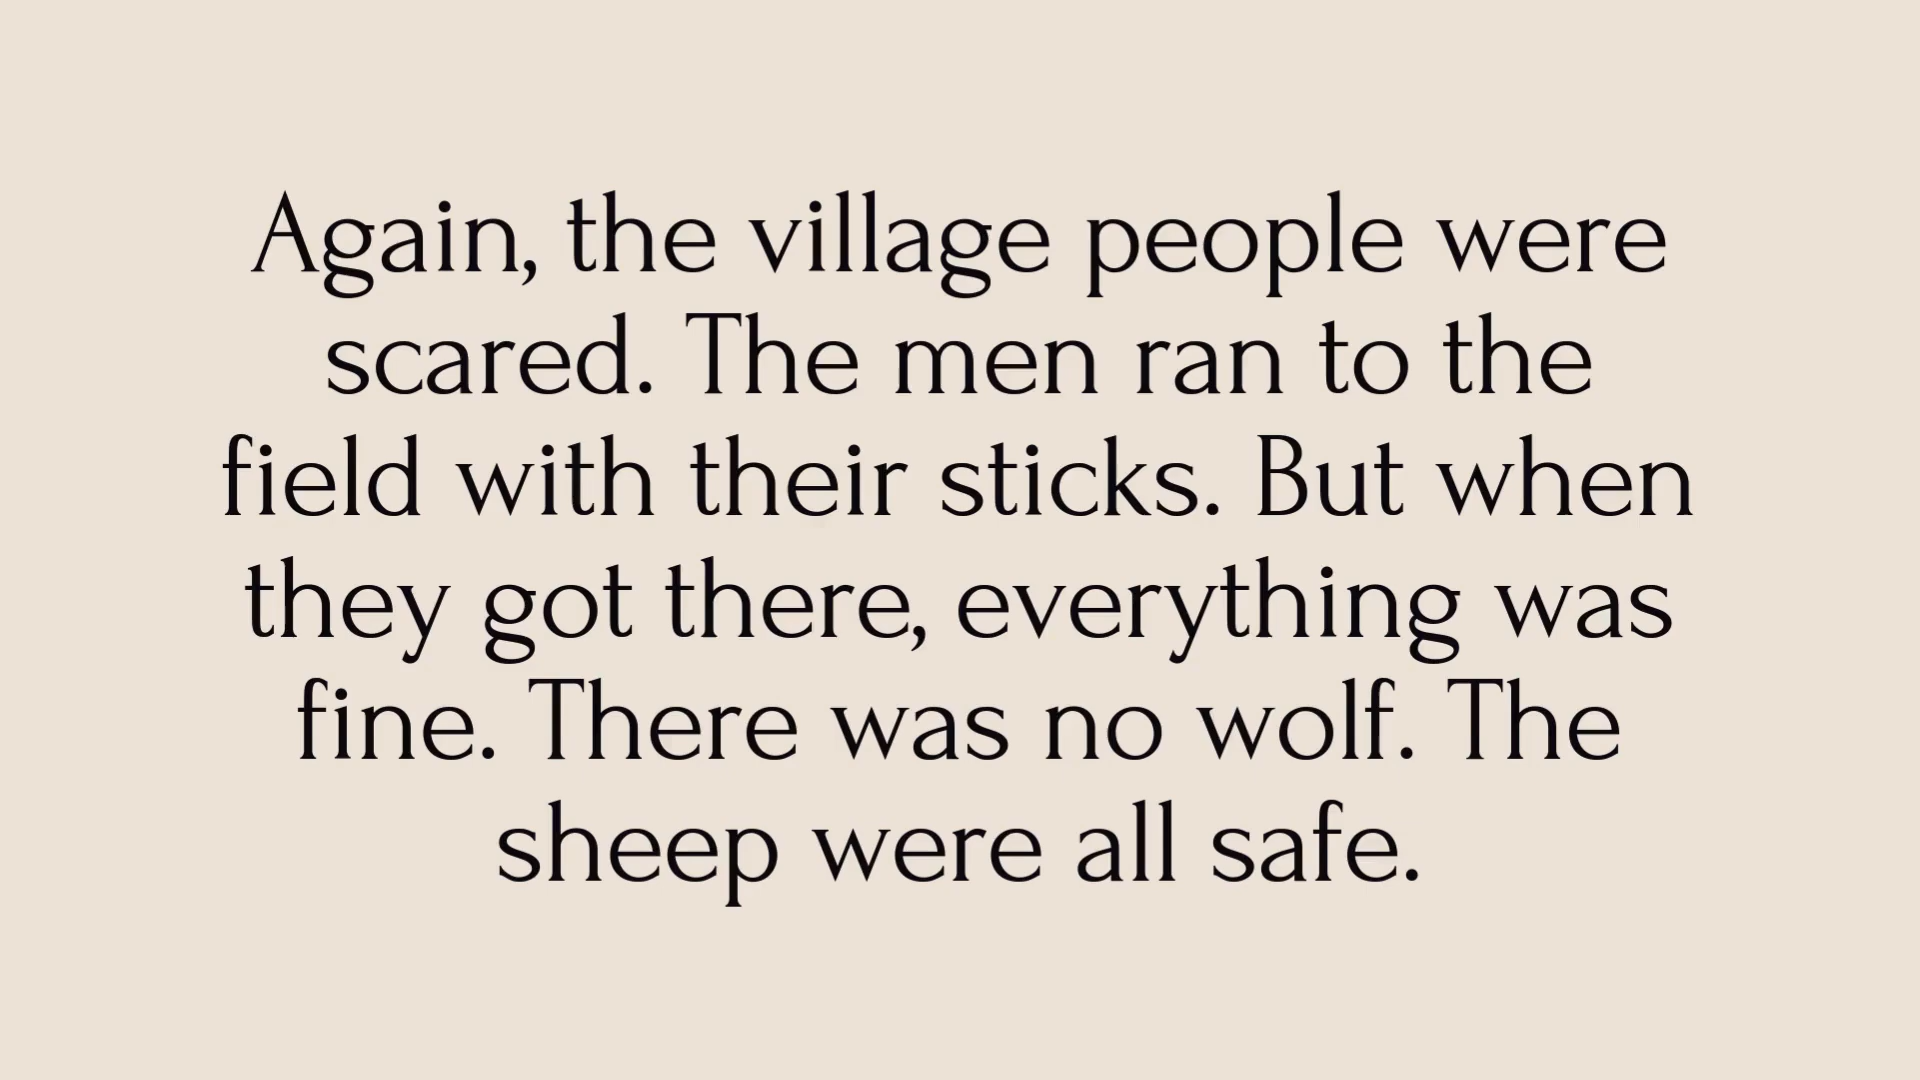 Again, the village people were
scared. The men ran to the
field with their sticks. But when
they got there, everything was
fine. There was no wolf. The
sheep were all safe.